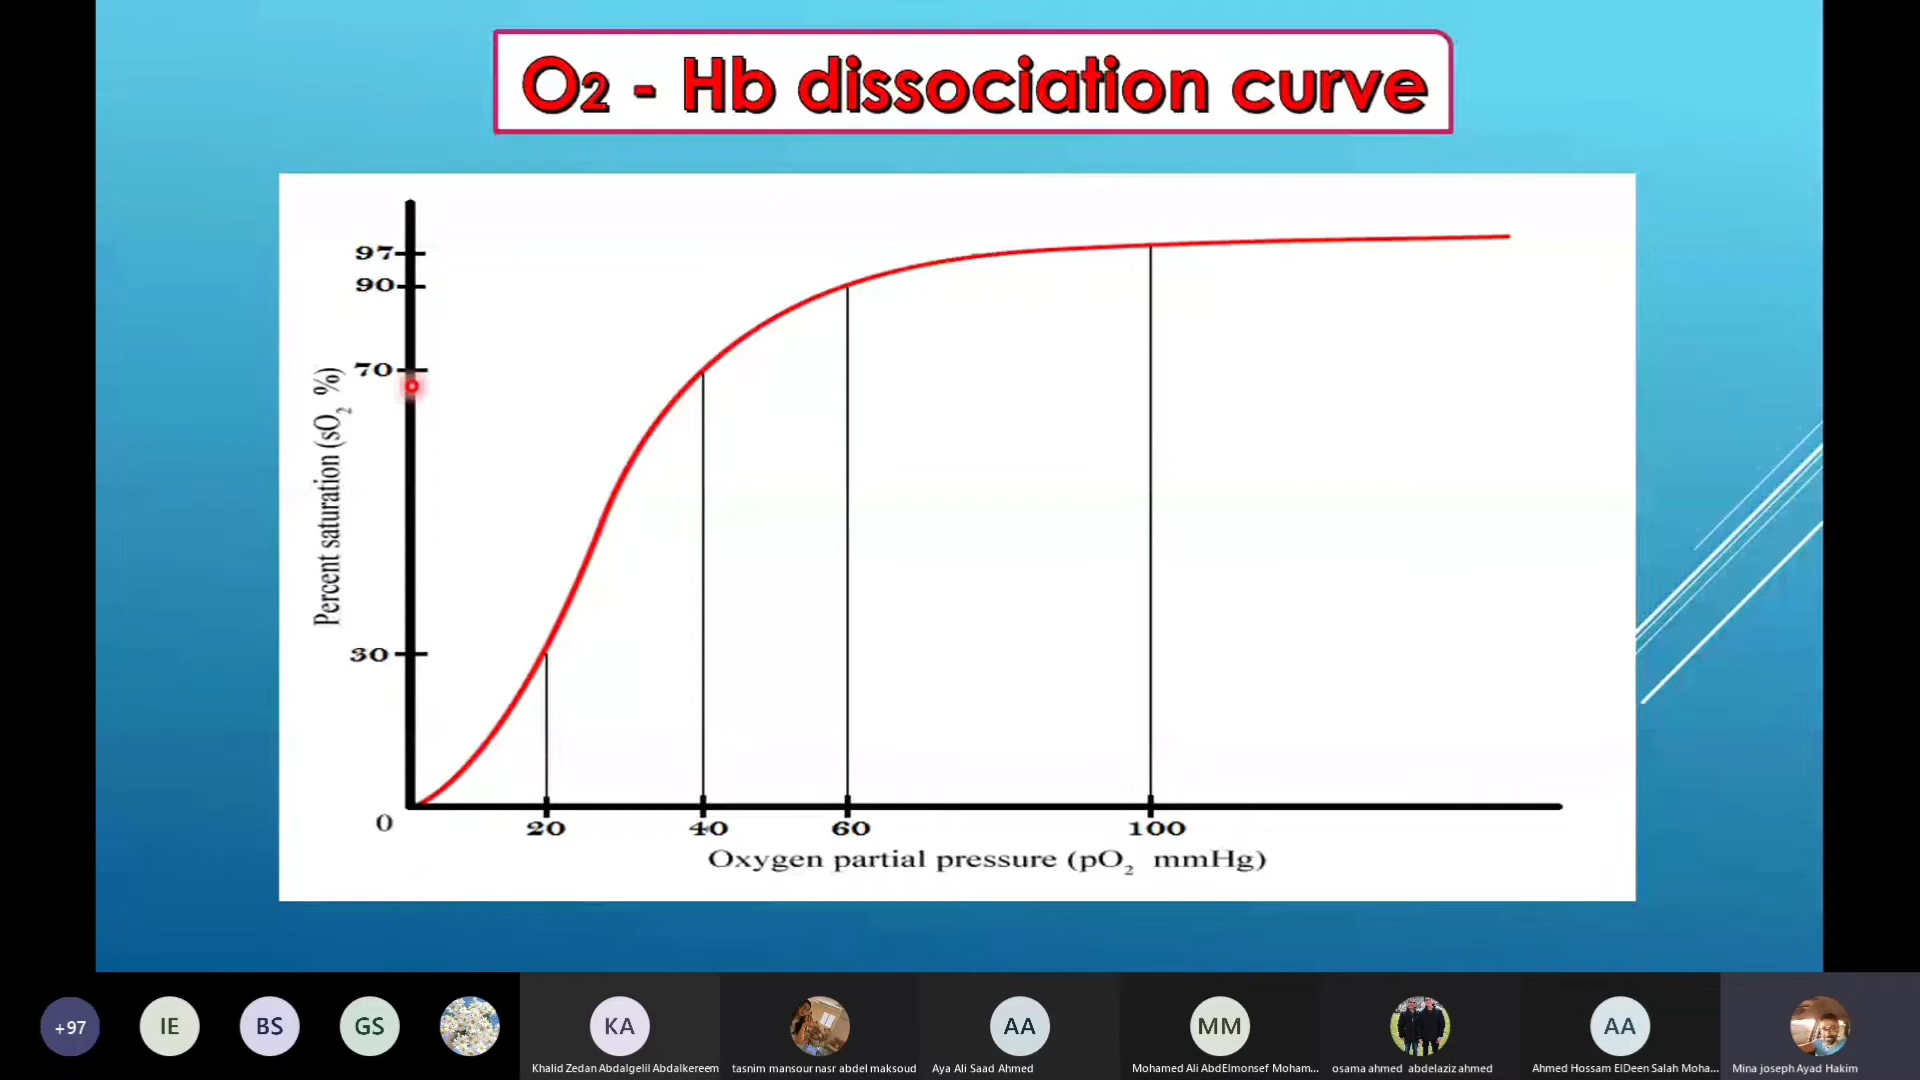 O2 - Hb dissociation curve
97
90
70
30
0
Percent saturation (sO2 %)
20 40 60 100
Oxygen partial pressure (pO2 mmHg)
+97
IE
BS
GS
KA
AA
MM
AA
Khalid Zedan Abdalgelil Abdalkereem
tasnim mansour nasr abdel maksoud
Aya Ali Saad Ahmed
Mohamed Ali AbdElmonsef Moham...
osama ahmed abdelaziz ahmed
Ahmed Hossam ElDeen Salah Moha...
Mina joseph Ayad Hakim